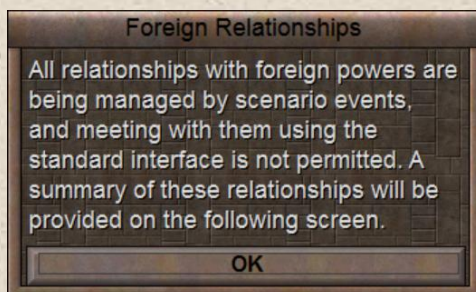 Foreign Relationships
All relationships with foreign powers are
being managed by scenario events,
and meeting with them using the
standard interface is not permitted. A
summary of these relationships will be
provided on the following screen.
OK